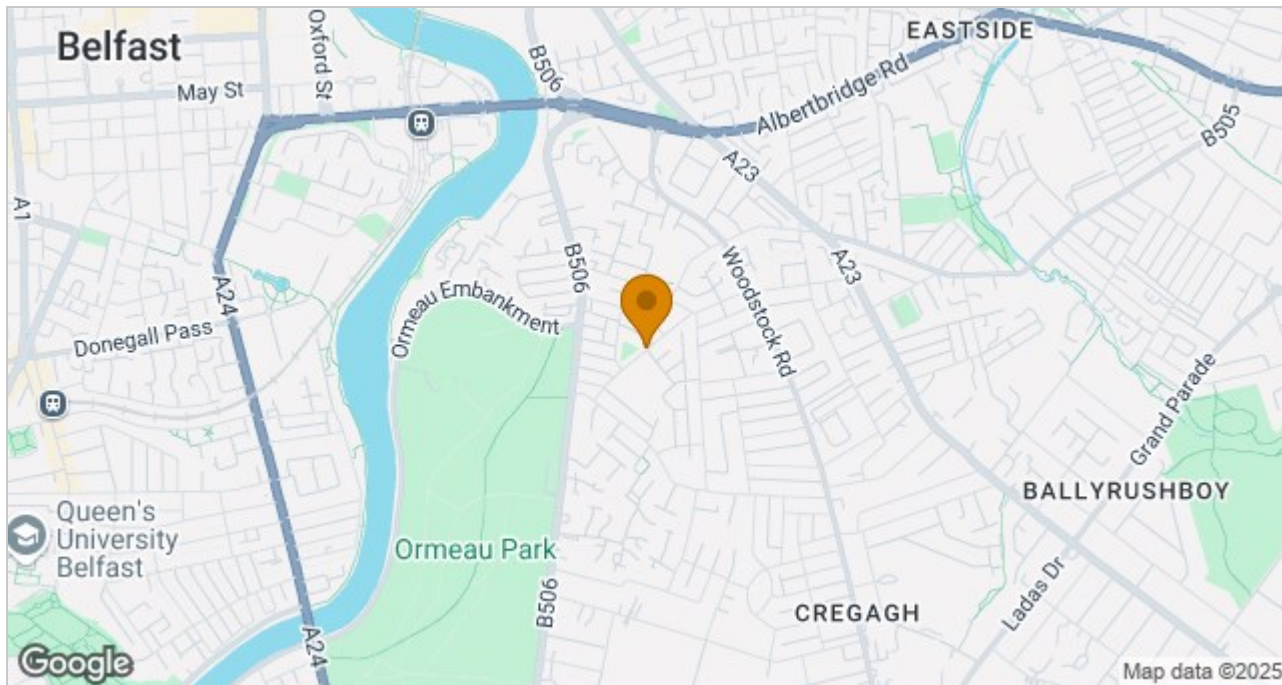 Belfast
Oxford St
May St
B506
EASTSIDE
Albertbridge Rd
B505
A23
A1
A24
Donegall Pass
Ormeau Embankment
B506
Woodstock Rd
A23
Grand Parade
BALLYRUSHBOY
Queen's
University
Belfast
Ormeau Park
B506
CREGAGH
Ladas Dr
A24
Google
Map data ©2025